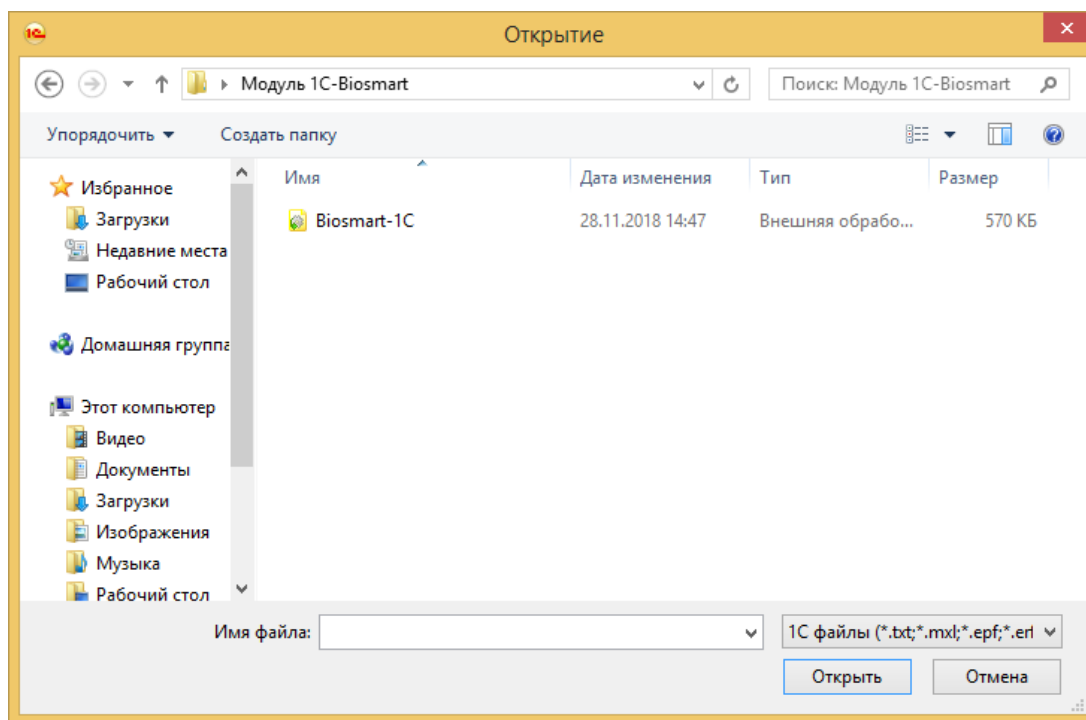 1С
Открытие
Модуль 1С-Biosmart
Поиск: Модуль 1С-Biosmart
Упорядочить
Создать папку
Имя
Дата изменения
Тип
Размер
Biosmart-1С
28.11.2018 14:47
Внешняя обрабо...
570 КБ
Избранное
Загрузки
Недавние места
Рабочий стол
Домашняя группа
Этот компьютер
Видео
Документы
Загрузки
Изображения
Музыка
Рабочий стол
Имя файла:
1С файлы (*.txt;*.mxl;*.epf;*.erf
Открыть
Отмена